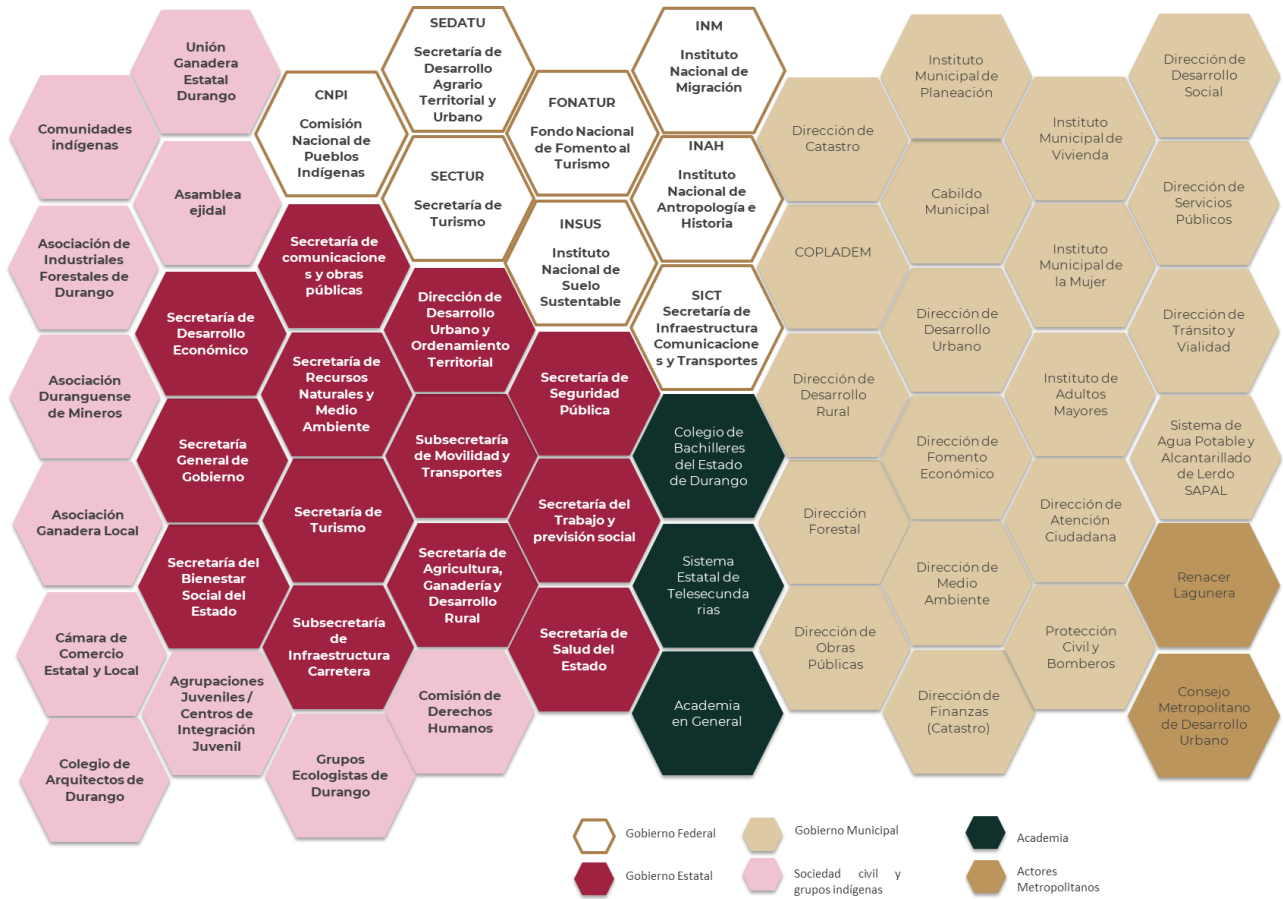 Comunidades
indígenas
Asociación de
Industriales
Forestales de
Durango
Asociación
Duranguense
de Mineros
Asociación
Ganadera Local
Cámara de
Comercio
Estatal y Local
Colegio de
Arquitectos de
Durango
Unión
Ganadera
Estatal
Durango
Asamblea
ejidal
Secretaría de
Desarrollo
Económico
Secretaría
General de
Gobierno
Secretaría del
Bienestar
Social del
Estado
Agrupaciones
Juveniles /
Centros de
Integración
Juvenil
CNPI
Comisión
Nacional de
Pueblos
Indígenas
Secretaría de
comunicacione
s y obras
públicas
Secretaría de
Recursos
Naturales y
Medio
Ambiente
Secretaría de
Turismo
Subsecretaría
de
Infraestructura
Carretera
Grupos
Ecologistas de
Durango
SEDATU
Secretaría de
Desarrollo
Agrario
Territorial y
Urbano
SECTUR
Secretaría de
Turismo
Dirección de
Desarrollo
Urbano y
Ordenamiento
Territorial
Subsecretaría
de Movilidad y
Transportes
Secretaría de
Agricultura,
Ganadería y
Desarrollo
Rural
Comisión de
Derechos
Humanos
FONATUR
Fondo Nacional
de Fomento al
Turismo
INSUS
Instituto
Nacional de
Suelo
Sustentable
Secretaría de
Seguridad
Pública
Secretaría del
Trabajo y
previsión social
Secretaría de
Salud del
Estado
INM
Instituto
Nacional de
Migración
INAH
Instituto
Nacional de
Antropología e
Historia
SICT
Secretaría de
Infraestructura
Comunicacione
s y Transportes
Colegio de
Bachilleres
del Estado
de Durango
Sistema
Estatal de
Telesecunda
rias
Academia
en General
Dirección de
Catastro
COPLADEM
Dirección de
Desarrollo
Rural
Dirección
Forestal
Dirección de
Obras
Públicas
Instituto
Municipal de
Planeación
Cabildo
Municipal
Dirección de
Desarrollo
Urbano
Dirección de
Fomento
Económico
Dirección de
Medio
Ambiente
Dirección de
Finanzas
(Catastro)
Instituto
Municipal de
Vivienda
Instituto
Municipal de
la Mujer
Instituto de
Adultos
Mayores
Dirección de
Atención
Ciudadana
Protección
Civil y
Bomberos
Dirección de
Desarrollo
Social
Dirección de
Servicios
Públicos
Dirección de
Tránsito y
Vialidad
Sistema de
Agua Potable y
Alcantarillado
de Lerdo
SAPAL
Renacer
Lagunera
Consejo
Metropolitano
de Desarrollo
Urbano
Gobierno Federal
Gobierno Municipal
Academia
Gobierno Estatal
Sociedad civil y
grupos indígenas
Actores
Metropolitanos